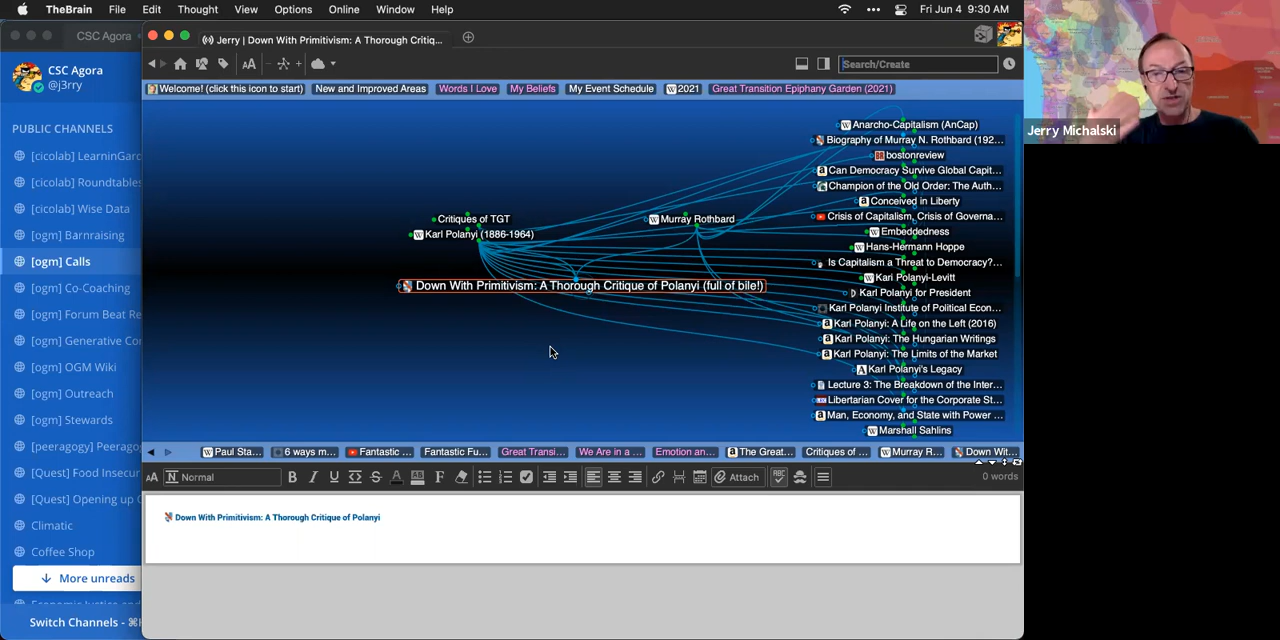 TheBrain File Edit Thought View Options Online Window Help Fri Jun 4 9:30 AM
CSC Agora
Jerry | Down With Primitivism: A Thorough Critiq...
CSC Agora
@j3rry
AA
Search/Create
Welcome! (click this icon to start) New and Improved Areas Words I Love My Beliefs My Event Schedule 2021 Great Transition Epiphany Garden (2021)
PUBLIC CHANNELS
[cicolab] LearninGard
[cicolab] Roundtables
[cicolab] Wise Data
[ogm] Barnraising
[ogm] Calls
[ogm] Co-Coaching
[ogm] Forum Beat Re
[ogm] Generative Co
[ogm] OGM Wiki
[ogm] Outreach
[ogm] Stewards
[peeragogy] Peerago
[Quest] Food Insecur
[Quest] Opening up
Climatic
Coffee Shop
More unreads
Switch Channels -
Critiques of TGT
Karl Polanyi (1886-1964)
Murray Rothbard
Down With Primitivism: A Thorough Critique of Polanyi (full of bile!)
Anarcho-Capitalism (AnCap)
Biography of Murray N. Rothbard (192...
bostonreview
Can Democracy Survive Global Capit...
Champion of the Old Order: The Auth...
Conceived in Liberty
Crisis of Capitalism, Crisis of Governa...
Embeddedness
Hans-Hermann Hoppe
Is Capitalism a Threat to Democracy?...
Kari Polanyi-Levitt
Karl Polanyi for President
Karl Polanyi Institute of Political Econ...
Karl Polanyi: A Life on the Left (2016)
Karl Polanyi: The Hungarian Writings
Karl Polanyi: The Limits of the Market
Karl Polanyi's Legacy
Lecture 3: The Breakdown of the Inter...
Libertarian Cover for the Corporate St...
Man, Economy, and State with Power ...
Marshall Sahlins
Paul Sta... 6 ways m... Fantastic ... Fantastic Fu... Great Transi... We Are in a ... Emotion an... The Great... Critiques of ... Murray R... Down Wit...
AA Normal B I U S A F Attach ABC 0 words
Down With Primitivism: A Thorough Critique of Polanyi
Jerry Michalski